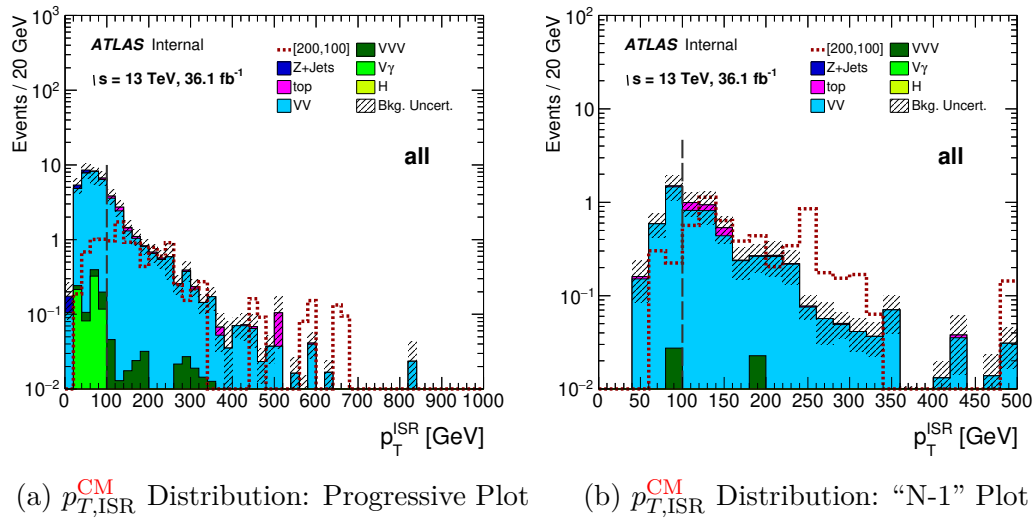 ATLAS Internal
\s = 13 TeV, 36.1 fb-1
[200,100]
Z+Jets
top
VV
VVV
Vγ
H
Bkg. Uncert.
all
Events / 20 GeV
10³
10²
10
1
10⁻¹
10⁻²
0 100 200 300 400 500 600 700 800 900 1000
p_T^ISR [GeV]
(a) p_{T,ISR}^{CM} Distribution: Progressive Plot
ATLAS Internal
\s = 13 TeV, 36.1 fb-1
[200,100]
Z+Jets
top
VV
VVV
Vγ
H
Bkg. Uncert.
all
Events / 20 GeV
10²
10
1
10⁻¹
10⁻²
0 50 100 150 200 250 300 350 400 450 500
p_T^ISR [GeV]
(b) p_{T,ISR}^{CM} Distribution: “N-1” Plot